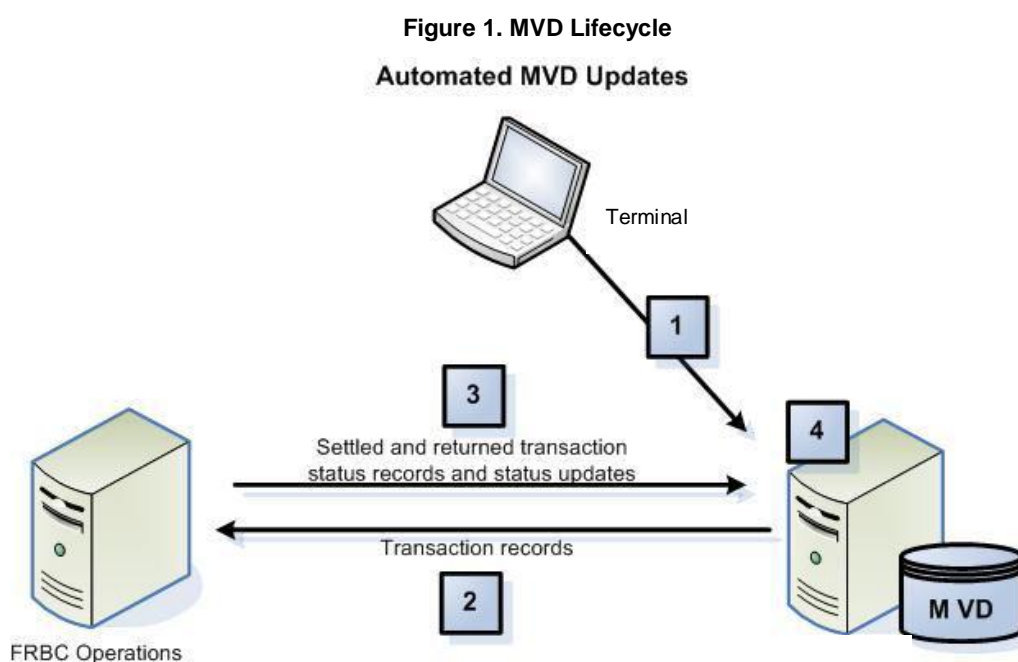 Figure 1. MVD Lifecycle
Automated MVD Updates
Terminal
1
3
4
Settled and returned transaction
status records and status updates
Transaction records
2
M VD
FRBC Operations